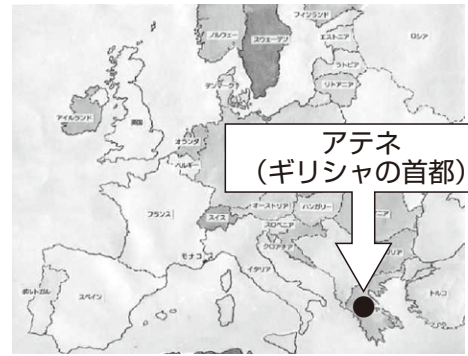 フィンランド
ノルウェー
スウェーデン
ロシア
エストニア
ラトビア
リトアニア
デンマーク
アイルランド
英国
オランダ
ベルギー
アテネ
(ギリシャの首都)
フランス
スイス
オーストリア
ハンガリー
スロベニア
クロアチア
モナコ
イタリア
ポルトガル
スペイン
トルコ